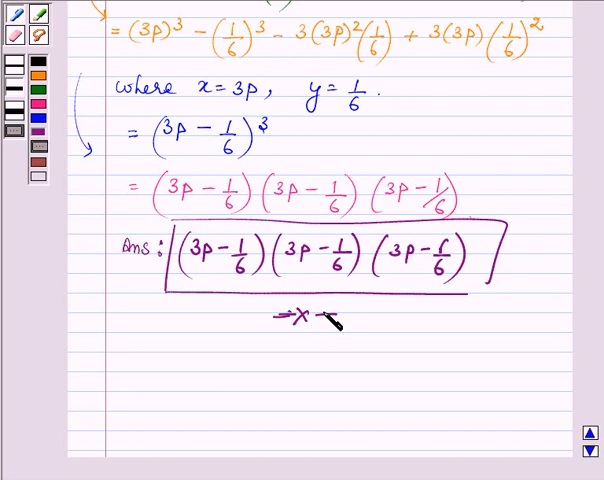 = (3p)³ - (1/6)³ - 3(3p)²(1/6) + 3(3p)(1/6)²
where x = 3p, y = 1/6.
= (3p - 1/6)³
= (3p - 1/6) (3p - 1/6) (3p - 1/6)
Ans : (3p - 1/6) (3p - 1/6) (3p - 1/6)
-x-